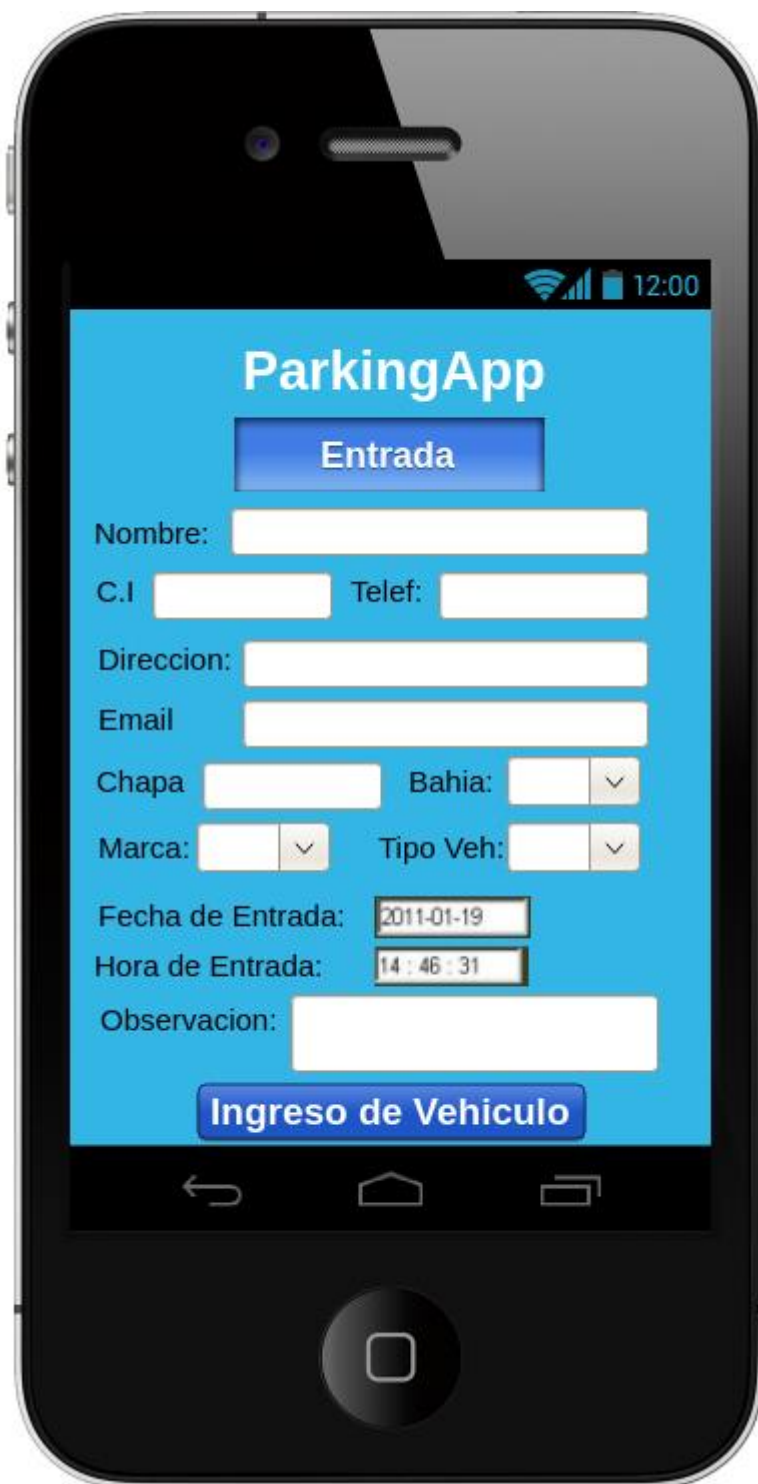 12:00
ParkingApp
Entrada
Nombre:
C.I Telef:
Direccion:
Email
Chapa Bahia:
Marca: Tipo Veh:
Fecha de Entrada: 2011-01-19
Hora de Entrada: 14 : 46 : 31
Observacion:
Ingreso de Vehiculo